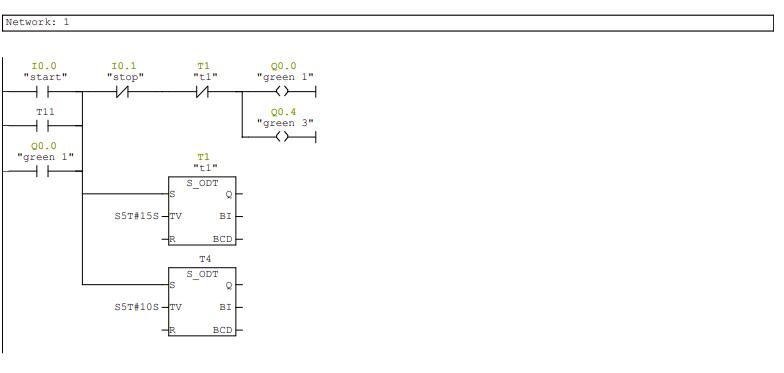 Network: 1
I0.0 I0.1 T1 Q0.0
"start" "stop" "t1" "green 1"
T11 Q0.4
"green 3"
Q0.0
"green 1" T1
"t1"
S_ODT
S Q
S5T#15S TV BI
R BCD
T4
S_ODT
S Q
S5T#10S TV BI
R BCD